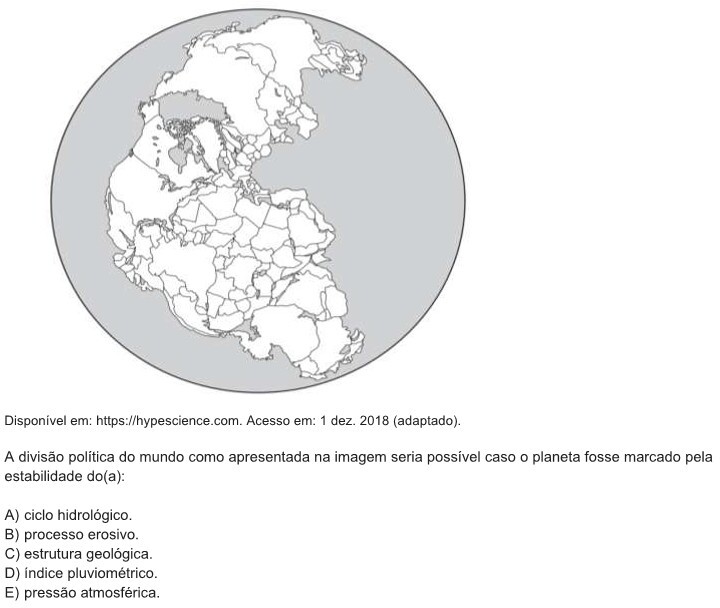 Disponível em: https://hypescience.com. Acesso em: 1 dez. 2018 (adaptado).
A divisão política do mundo como apresentada na imagem seria possível caso o planeta fosse marcado pela
estabilidade do(a):
A) ciclo hidrológico.
B) processo erosivo.
C) estrutura geológica.
D) índice pluviométrico.
E) pressão atmosférica.